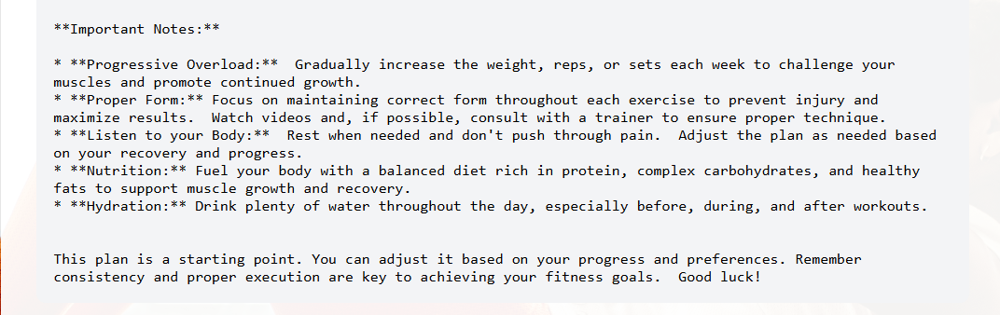 **Important Notes:**
* **Progressive Overload:**  Gradually increase the weight, reps, or sets each week to challenge your
muscles and promote continued growth.
* **Proper Form:** Focus on maintaining correct form throughout each exercise to prevent injury and
maximize results.  Watch videos and, if possible, consult with a trainer to ensure proper technique.
* **Listen to your Body:**  Rest when needed and don't push through pain.  Adjust the plan as needed based
on your recovery and progress.
* **Nutrition:** Fuel your body with a balanced diet rich in protein, complex carbohydrates, and healthy
fats to support muscle growth and recovery.
* **Hydration:** Drink plenty of water throughout the day, especially before, during, and after workouts.
This plan is a starting point. You can adjust it based on your progress and preferences. Remember
consistency and proper execution are key to achieving your fitness goals.  Good luck!